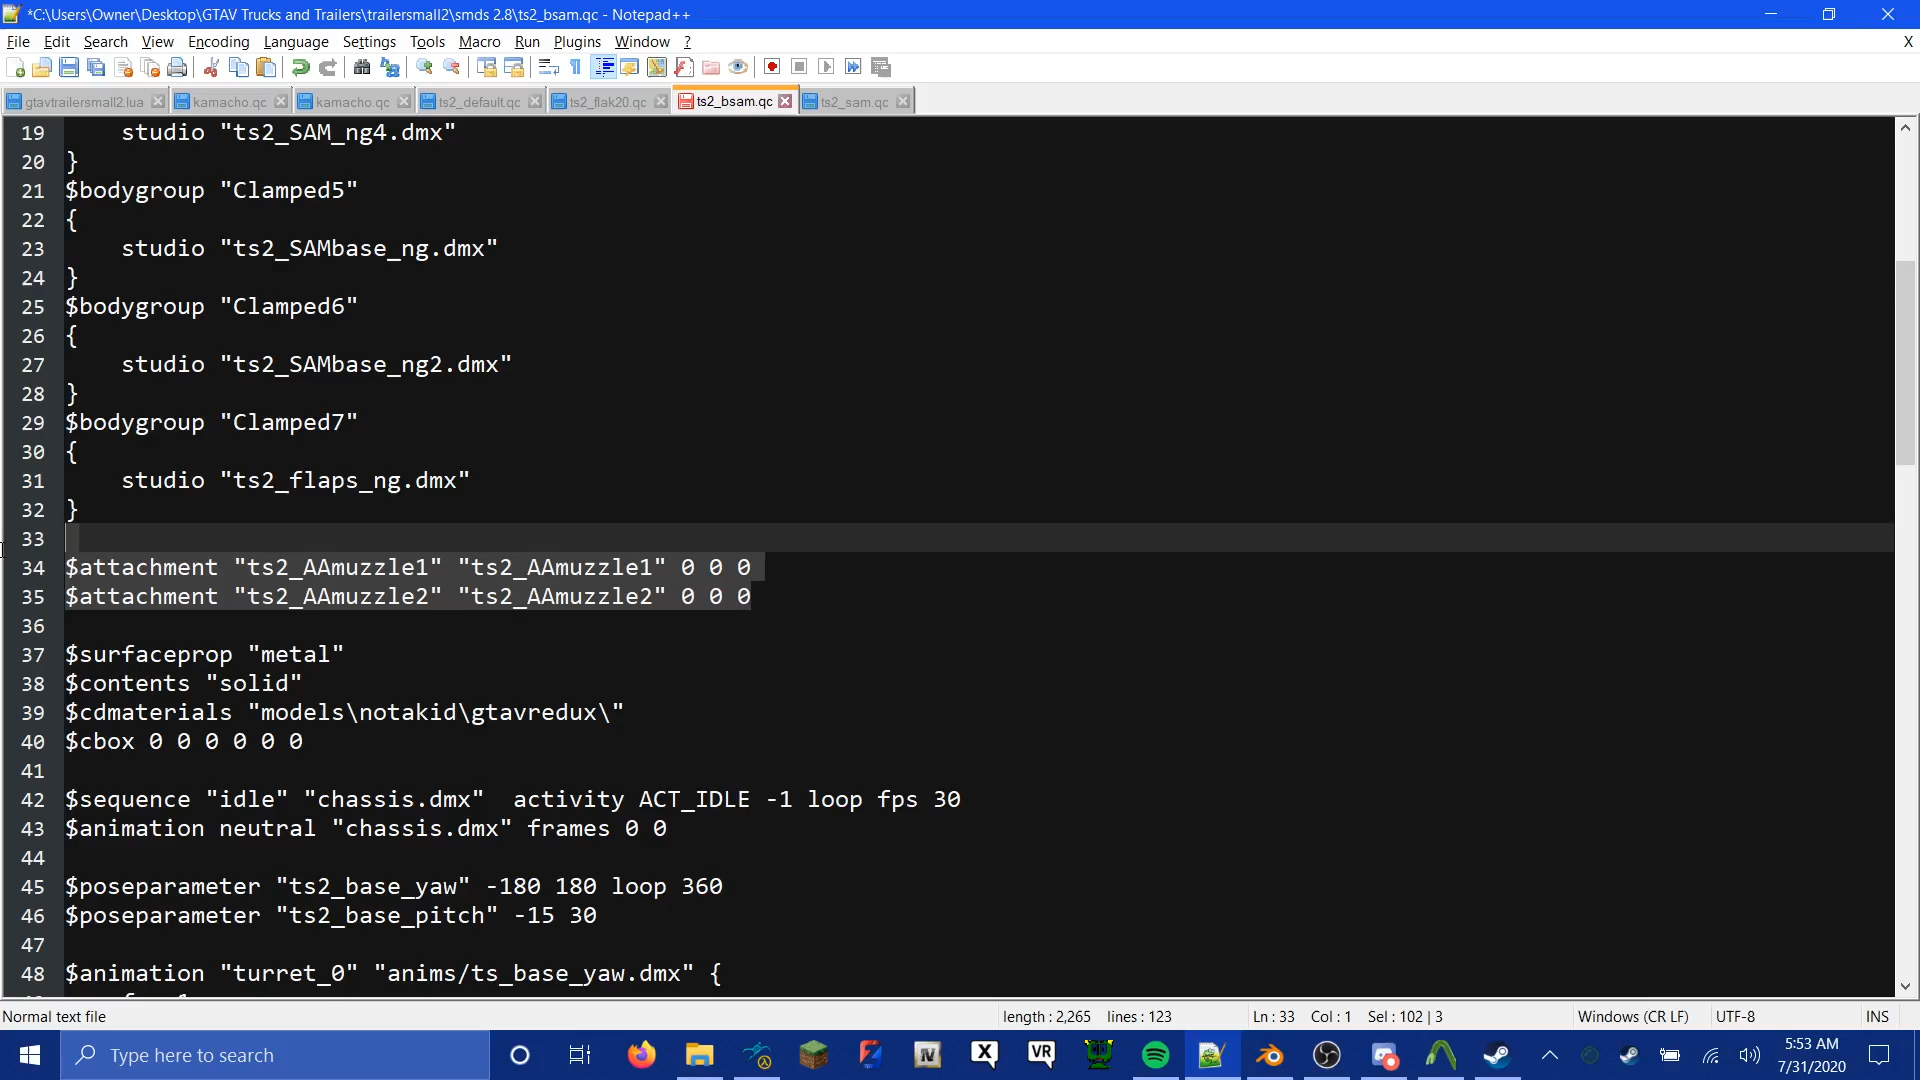 *C:\Users\Owner\Desktop\GTAV Trucks and Trailers\trailersmall2\smds 2.8\ts2_bsam.qc - Notepad++
File Edit Search View Encoding Language Settings Tools Macro Run Plugins Window ? X
gtavtrailersmall2.lua kamacho.qc kamacho.qc ts2_default.qc ts2_flak20.qc ts2_bsam.qc ts2_sam.qc
19 studio "ts2_SAM_ng4.dmx"
20 }
21 $bodygroup "Clamped5"
22 {
23 studio "ts2_SAMbase_ng.dmx"
24 }
25 $bodygroup "Clamped6"
26 {
27 studio "ts2_SAMbase_ng2.dmx"
28 }
29 $bodygroup "Clamped7"
30 {
31 studio "ts2_flaps_ng.dmx"
32 }
33
34 $attachment "ts2_AAmuzzle1" "ts2_AAmuzzle1" 0 0 0
35 $attachment "ts2_AAmuzzle2" "ts2_AAmuzzle2" 0 0 0
36
37 $surfaceprop "metal"
38 $contents "solid"
39 $cdmaterials "models\notakid\gtavredux\"
40 $cbox 0 0 0 0 0 0
41
42 $sequence "idle" "chassis.dmx" activity ACT_IDLE -1 loop fps 30
43 $animation neutral "chassis.dmx" frames 0 0
44
45 $poseparameter "ts2_base_yaw" -180 180 loop 360
46 $poseparameter "ts2_base_pitch" -15 30
47
48 $animation "turret_0" "anims/ts_base_yaw.dmx" {
Normal text file length : 2,265 lines : 123 Ln : 33 Col : 1 Sel : 102 | 3 Windows (CR LF) UTF-8 INS
Type here to search IV X VR 5:53 AM
7/31/2020